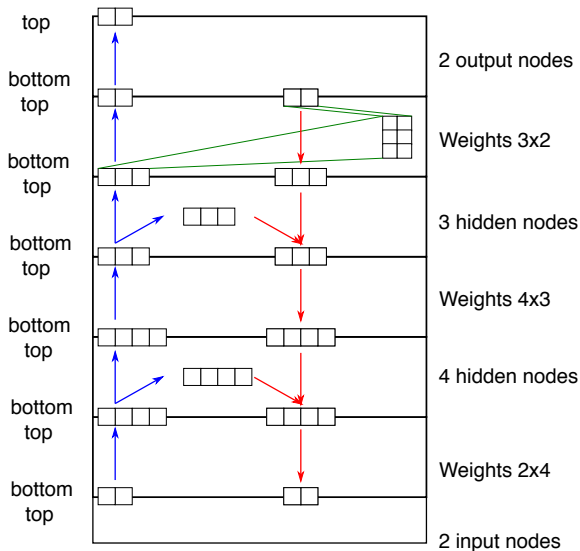 top
2 output nodes
bottom
top
Weights 3x2
bottom
top
3 hidden nodes
bottom
top
Weights 4x3
bottom
top
4 hidden nodes
bottom
top
Weights 2x4
bottom
top
2 input nodes